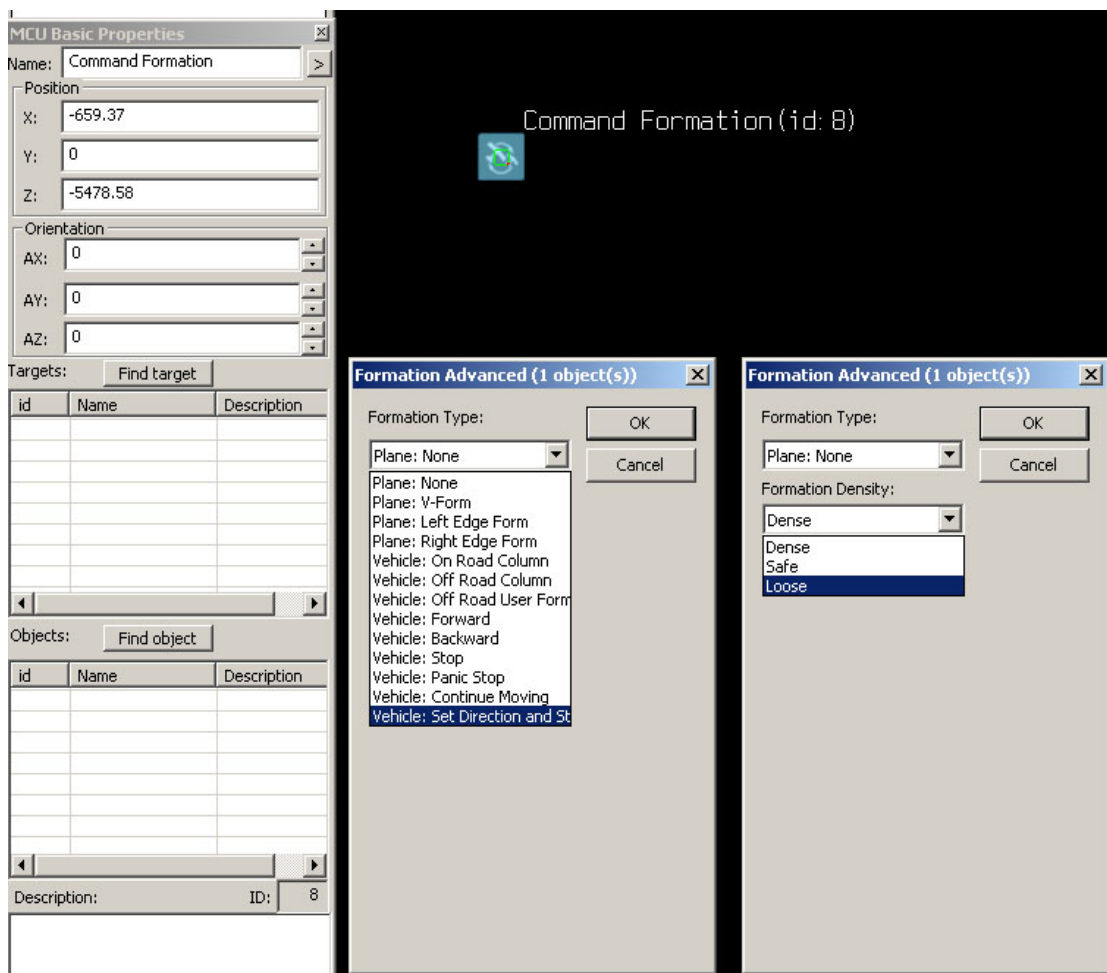 MCU Basic Properties
Name: Command Formation >
Position
X: -659.37
Y: 0
Z: -5478.58
Orientation
AX: 0
AY: 0
AZ: 0
Targets: Find target
id Name Description
Objects: Find object
id Name Description
Description: ID: 8
Command Formation(id: 8)
Formation Advanced (1 object(s))
Formation Type:
OK
Plane: None
Cancel
Plane: None
Plane: V-Form
Plane: Left Edge Form
Plane: Right Edge Form
Vehicle: On Road Column
Vehicle: Off Road Column
Vehicle: Off Road User Form
Vehicle: Forward
Vehicle: Backward
Vehicle: Stop
Vehicle: Panic Stop
Vehicle: Continue Moving
Vehicle: Set Direction and St
Formation Advanced (1 object(s))
Formation Type:
OK
Plane: None
Cancel
Formation Density:
Dense
Dense
Safe
Loose